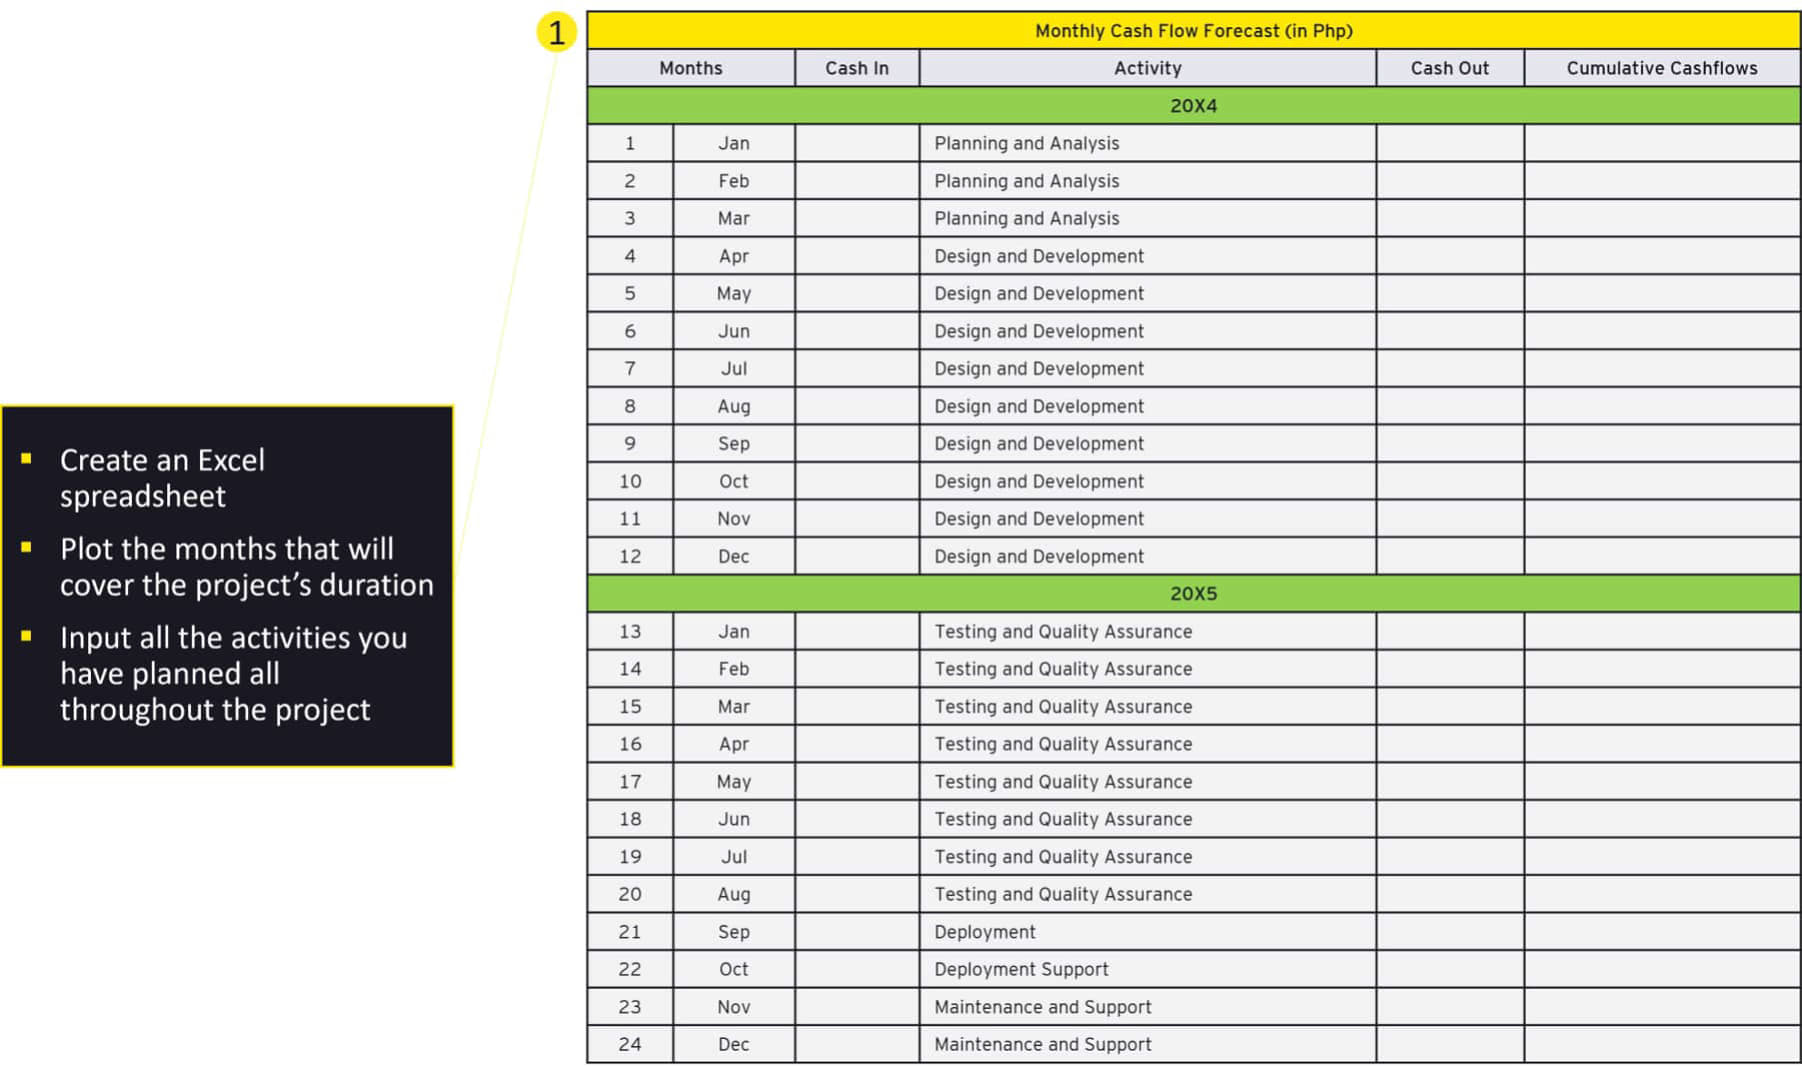 1
Monthly Cash Flow Forecast (in Php)
Months Cash In Activity Cash Out Cumulative Cashflows
20X4
1 Jan Planning and Analysis
2 Feb Planning and Analysis
3 Mar Planning and Analysis
4 Apr Design and Development
5 May Design and Development
6 Jun Design and Development
7 Jul Design and Development
8 Aug Design and Development
9 Sep Design and Development
10 Oct Design and Development
11 Nov Design and Development
12 Dec Design and Development
20X5
13 Jan Testing and Quality Assurance
14 Feb Testing and Quality Assurance
15 Mar Testing and Quality Assurance
16 Apr Testing and Quality Assurance
17 May Testing and Quality Assurance
18 Jun Testing and Quality Assurance
19 Jul Testing and Quality Assurance
20 Aug Testing and Quality Assurance
21 Sep Deployment
22 Oct Deployment Support
23 Nov Maintenance and Support
24 Dec Maintenance and Support
▪ Create an Excel
spreadsheet
▪ Plot the months that will
cover the project’s duration
▪ Input all the activities you
have planned all
throughout the project